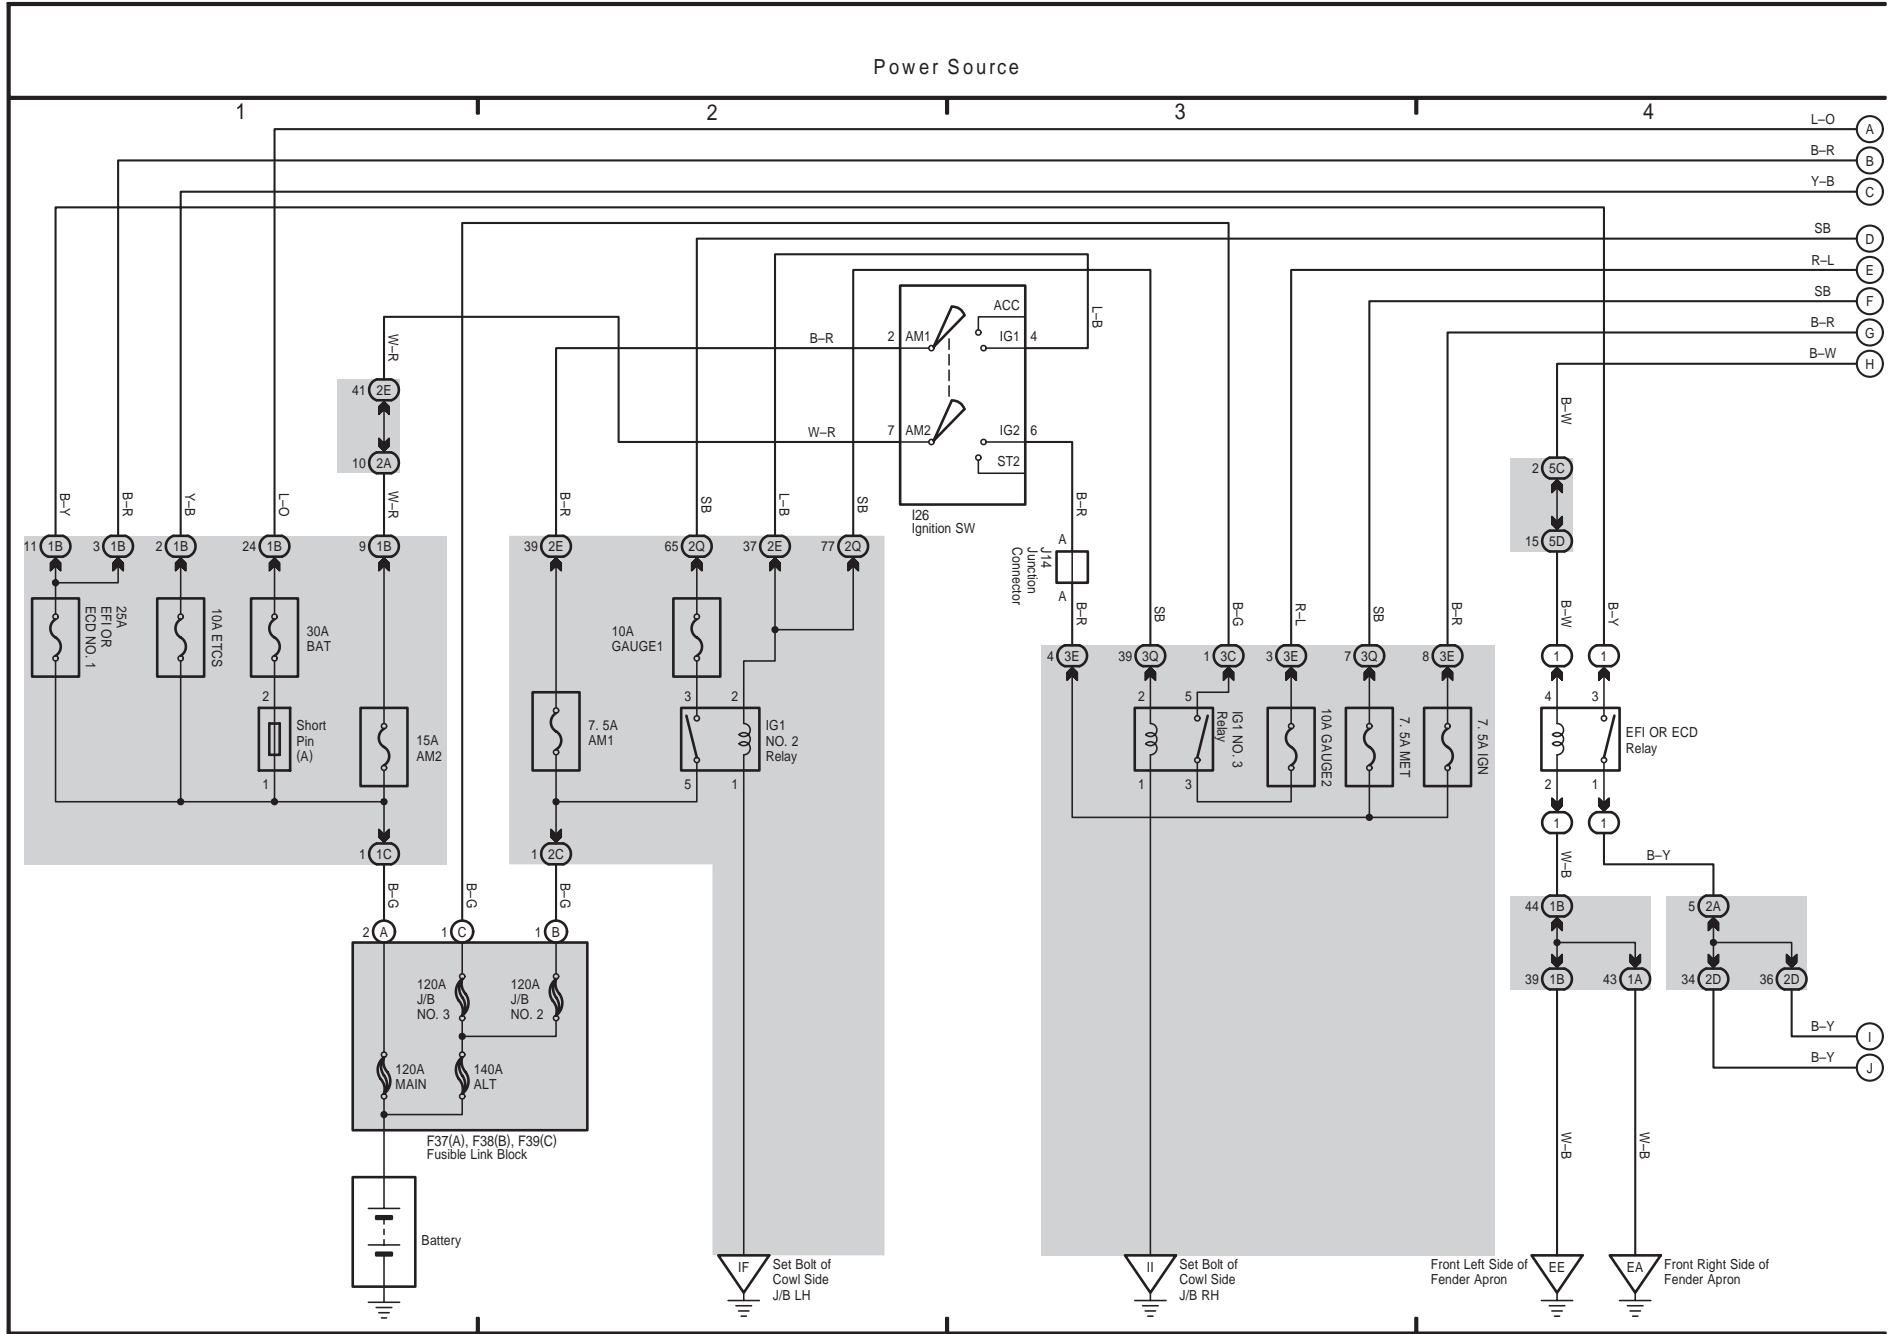 Power Source
1
2
3
4
L–O
A
B–R
B
Y–B
C
SB
D
R–L
E
SB
F
B–R
G
B–W
H
ACC
W–R
B–R
2
AM1
IG1
4
L–B
41
2E
W–R
7
AM2
IG2
6
ST2
10
2A
B–W
2
5C
B–Y
B–R
Y–B
L–O
W–R
B–R
SB
L–B
SB
I26
Ignition SW
B–R
15
5D
11
1B
3
1B
2
1B
24
1B
9
1B
39
2E
65
2Q
37
2E
77
2Q
A
J14
Junction
Connector
A
B–R
SB
B–G
R–L
SB
B–R
B–W
B–Y
25A
EFI OR
ECD NO. 1
10A ETCS
30A
BAT
10A
GAUGE1
4
3E
39
3Q
1
3C
3
3E
7
3Q
8
3E
1
1
2
3
2
2
5
4
3
Short
Pin
(A)
15A
AM2
7. 5A
AM1
IG1
NO. 2
Relay
IG1 NO. 3
Relay
10A GAUGE2
7. 5A MET
7. 5A IGN
EFI OR ECD
Relay
1
5
1
1
3
2
1
1
1
1
1C
1
2C
W–B
B–Y
B–G
B–G
B–G
44
1B
5
2A
2
A
1
C
1
B
120A
J/B
NO. 3
120A
J/B
NO. 2
39
1B
43
1A
34
2D
36
2D
B–Y
I
120A
MAIN
140A
ALT
B–Y
J
F37(A), F38(B), F39(C)
Fusible Link Block
W–B
W–B
Battery
IF
Set Bolt of
Cowl Side
J/B LH
II
Set Bolt of
Cowl Side
J/B RH
Front Left Side of
Fender Apron
EE
EA
Front Right Side of
Fender Apron